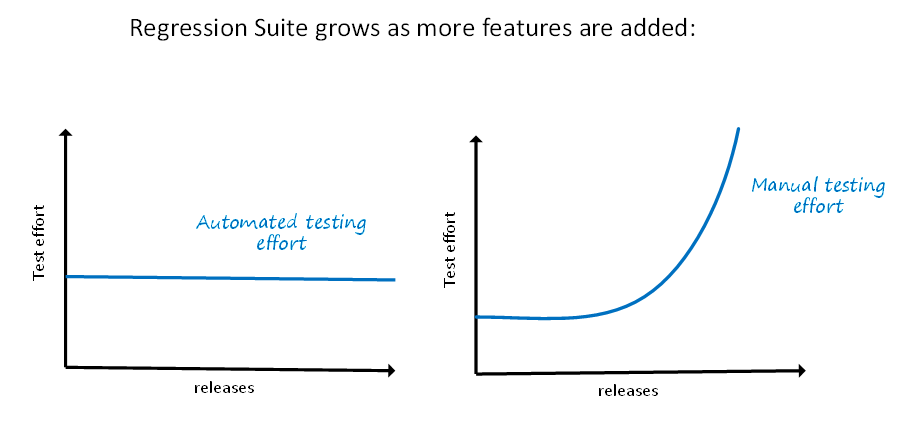 Regression Suite grows as more features are added:
Test effort
Automated testing
effort
releases
Test effort
Manual testing
effort
releases